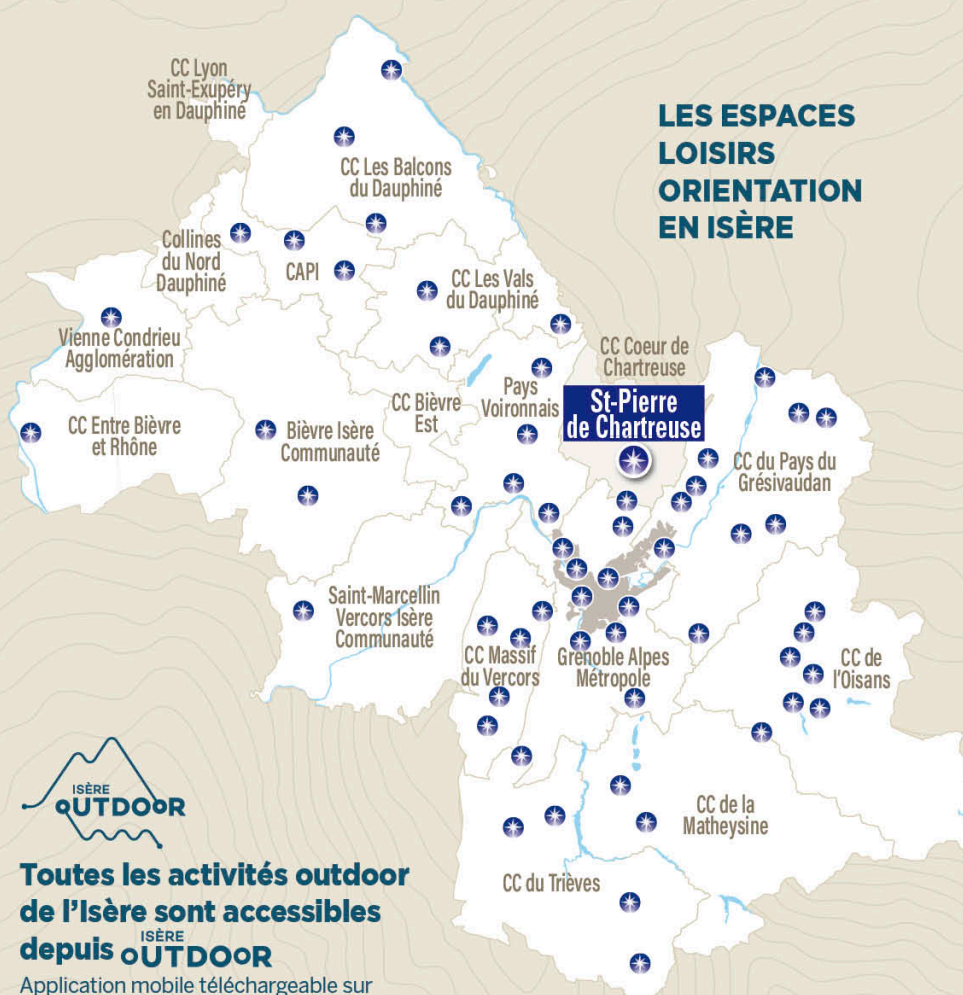 LES ESPACES
LOISIRS
ORIENTATION
EN ISÈRE
CC Lyon
Saint-Exupéry
en Dauphiné
CC Les Balcons
du Dauphiné
Collines
du Nord
Dauphiné
CAPI
CC Les Vals
du Dauphiné
Vienne Condrieu
Agglomération
CC Coeur de
Chartreuse
Pays
Voironnais
St-Pierre
de Chartreuse
CC Entre Bièvre
et Rhône
Bièvre Isère
Communauté
CC Bièvre
Est
CC du Pays du
Grésivaudan
Saint-Marcellin
Vercors Isère
Communauté
CC Massif
du Vercors
Grenoble Alpes
Métropole
CC de
l'Oisans
CC de la
Matheysine
CC du Trièves
ISÈRE
OUTDOOR
Toutes les activités outdoor
de l’Isère sont accessibles
depuis ISÈRE OUTDOOR
Application mobile téléchargeable sur